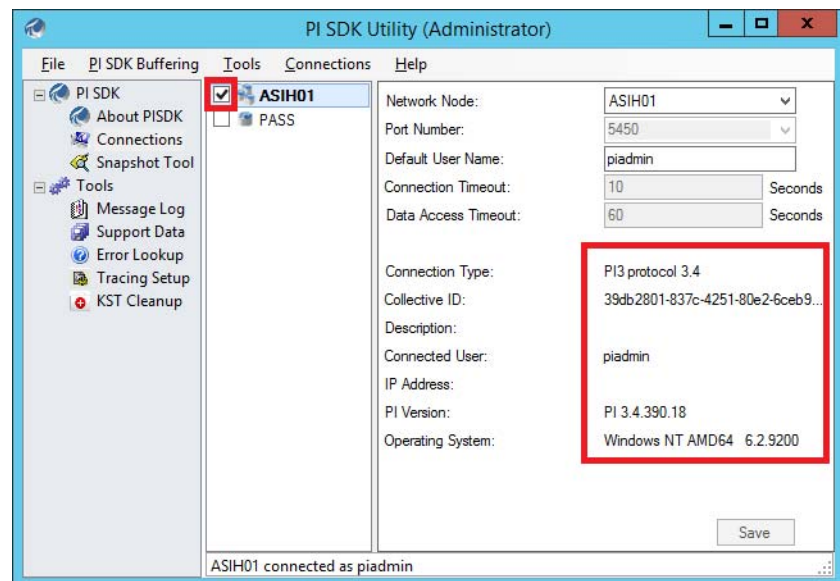 PI SDK Utility (Administrator)
File PI SDK Buffering Tools Connections Help
PI SDK
About PISDK
Connections
Snapshot Tool
Tools
Message Log
Support Data
Error Lookup
Tracing Setup
KST Cleanup
ASIH01
PASS
Network Node: ASIH01
Port Number: 5450
Default User Name: piadmin
Connection Timeout: 10 Seconds
Data Access Timeout: 60 Seconds
Connection Type: PI3 protocol 3.4
Collective ID: 39db2801-837c-4251-80e2-6ceb9...
Description:
Connected User: piadmin
IP Address:
PI Version: PI 3.4.390.18
Operating System: Windows NT AMD64 6.2.9200
Save
ASIH01 connected as piadmin